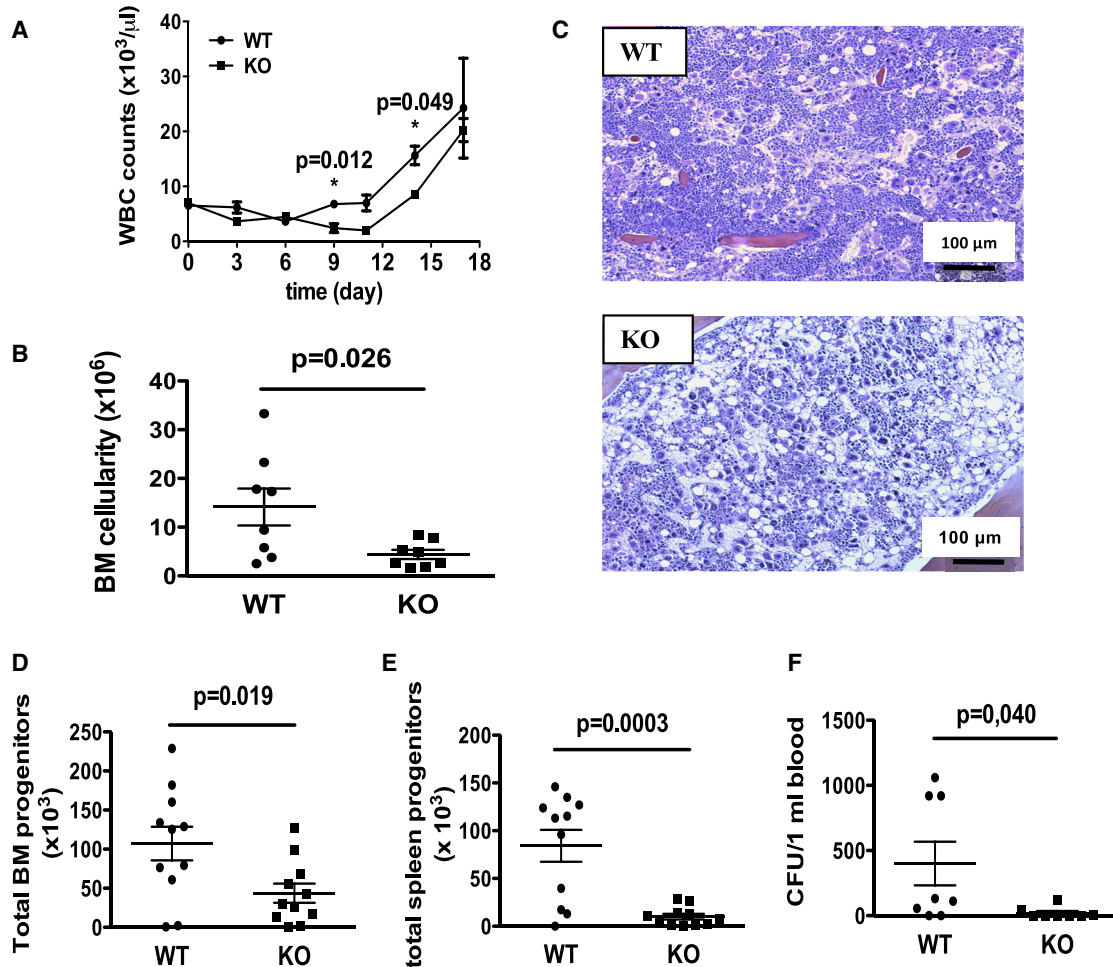 A
WBC counts (x10³/μl)
40
30
20
10
0
WT
KO
p=0.012
*
p=0.049
*
0 3 6 9 12 15 18
time (day)
B
p=0.026
BM cellularity (x10⁶)
40
30
20
10
0
WT KO
C
WT
100 μm
KO
100 μm
D
p=0.019
Total BM progenitors
(x10³)
250
200
150
100
50
0
WT KO
E
p=0.0003
total spleen progenitors
(x 10³)
200
150
100
50
0
WT KO
F
p=0,040
CFU/1 ml blood
1000
500
0
WT KO